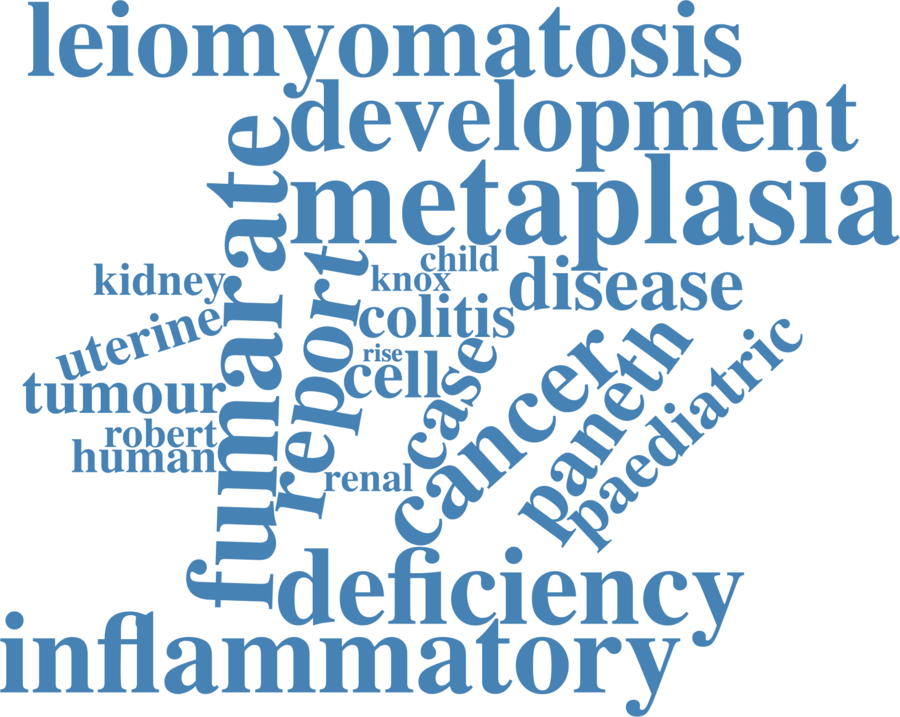 leiomyomatosis
development
fumarate
metaplasia
child
kidney
knox
disease
report
colitis
uterine
rise
cell
case
tumour
cancer
paneth
paediatric
robert
human
renal
deficiency
inflammatory